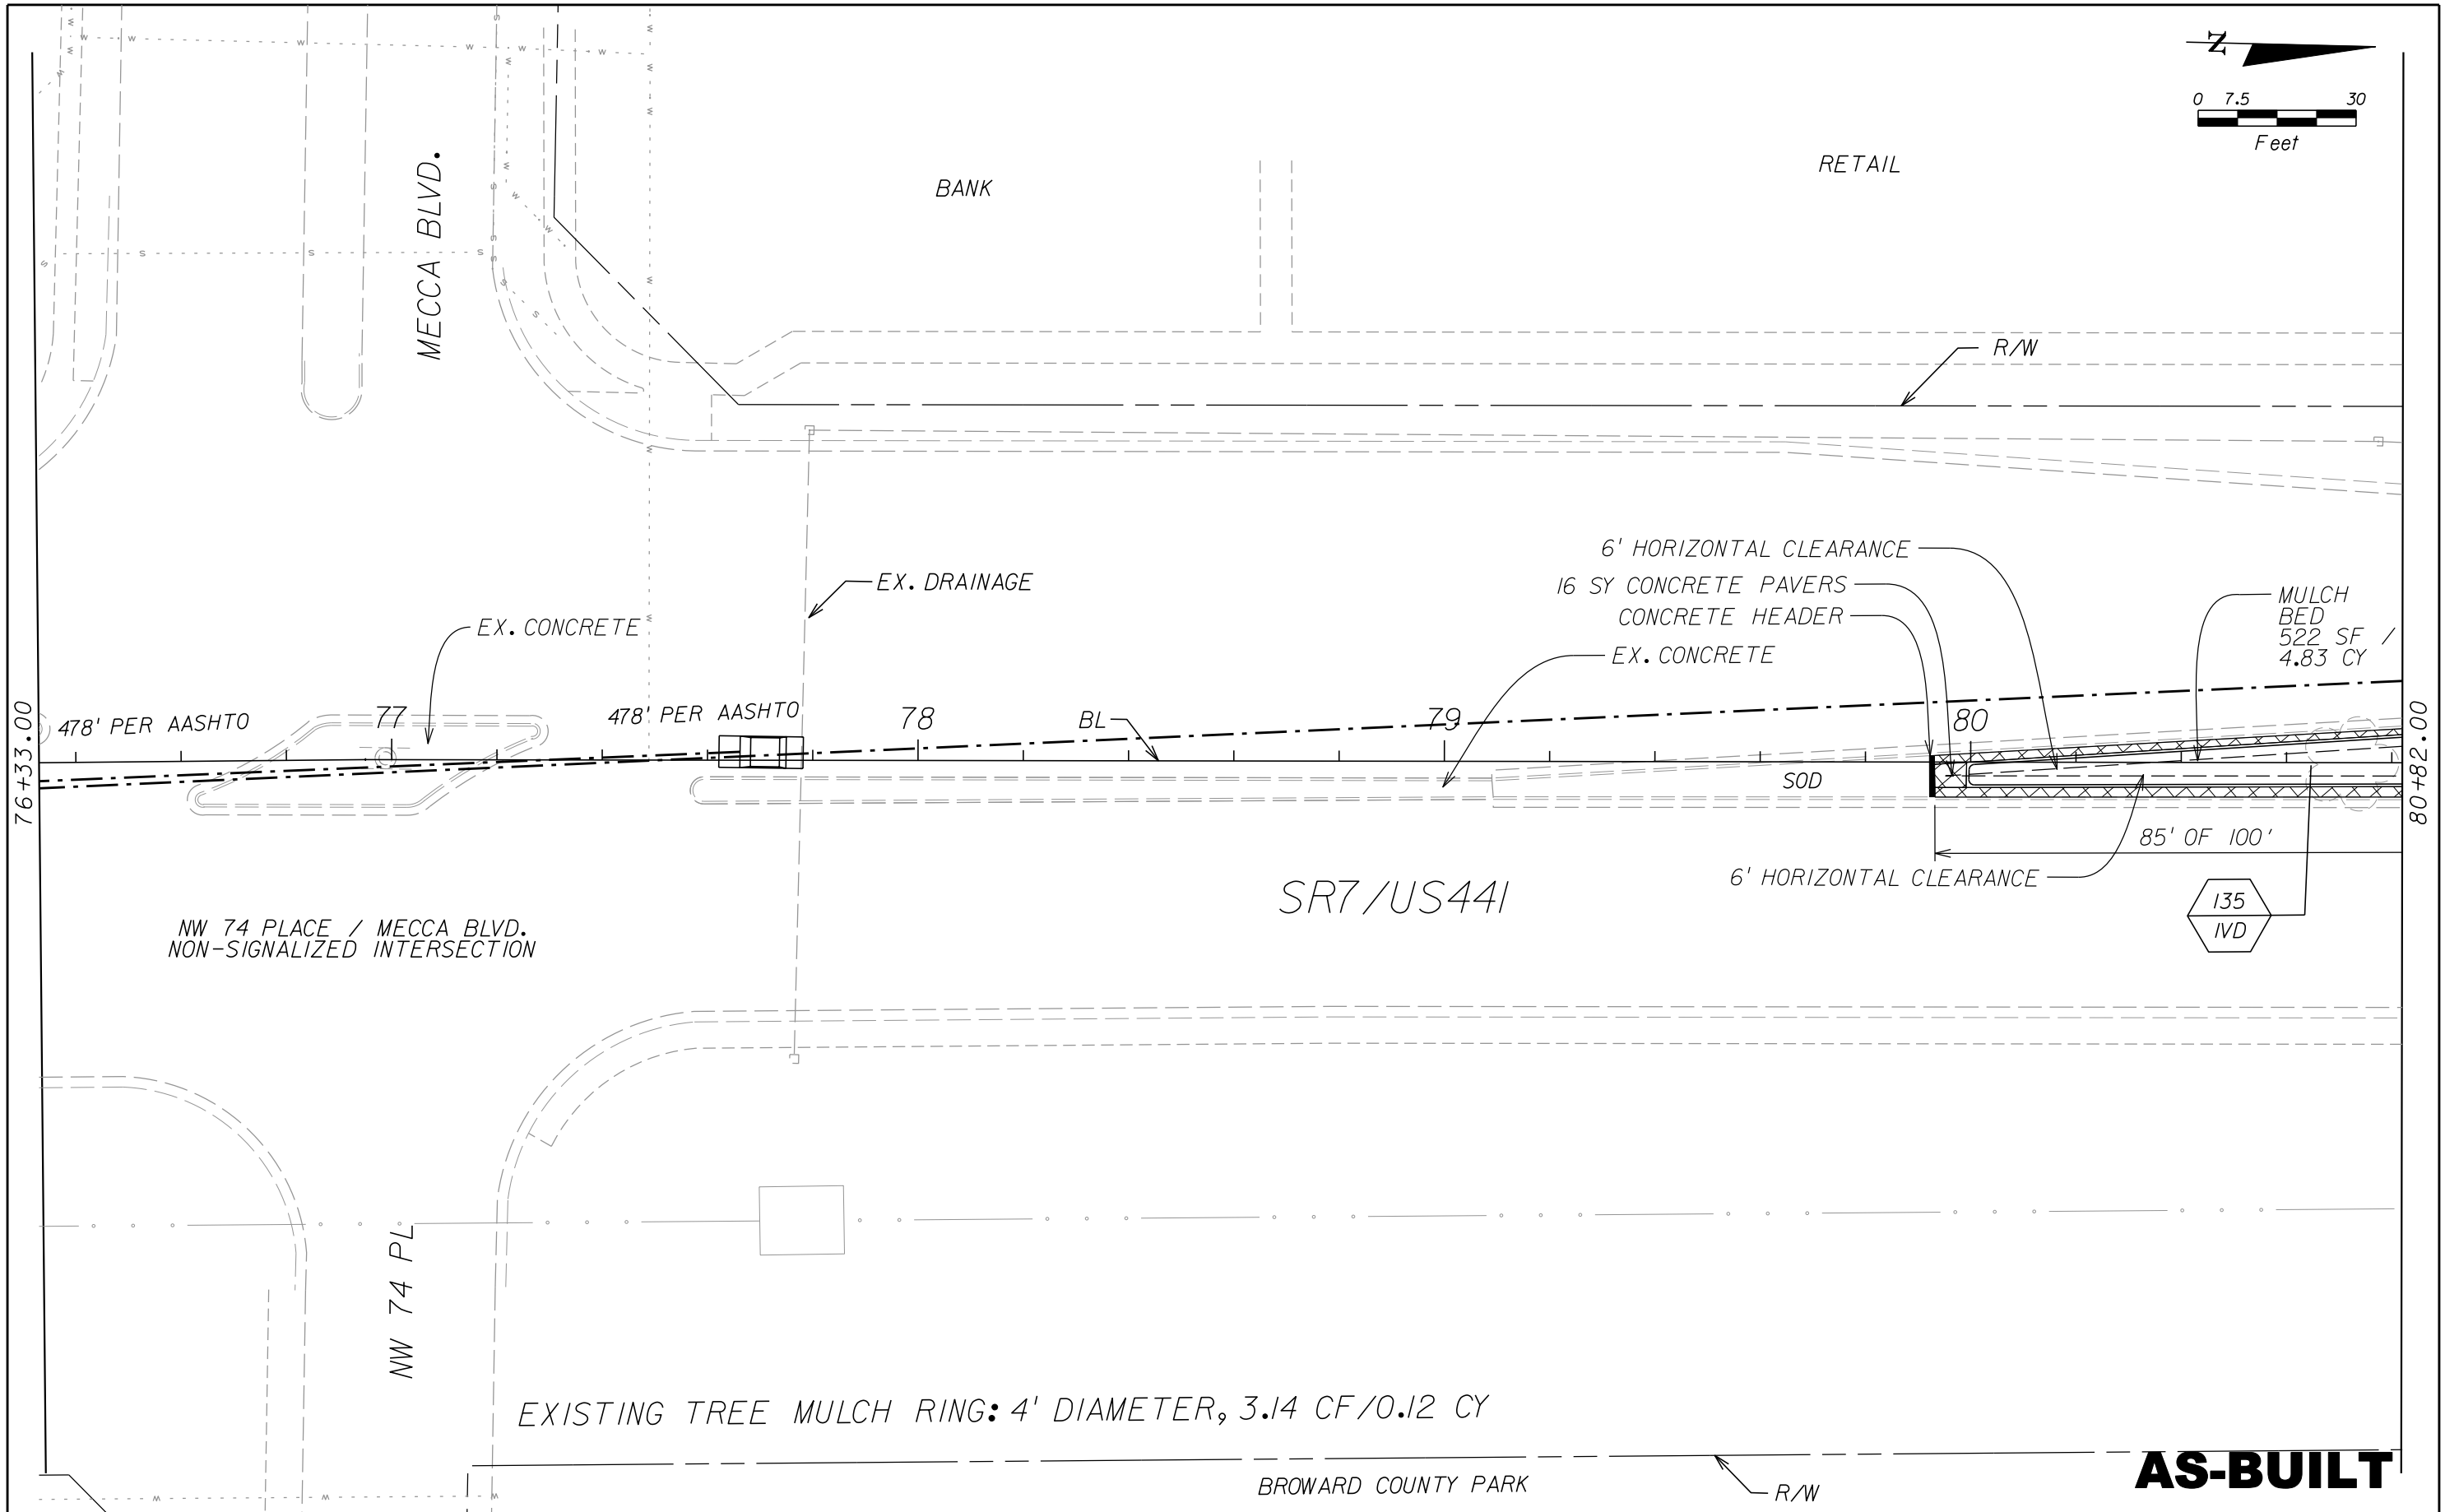 N
0 7.5 30
Feet
MECCA BLVD.
BANK
RETAIL
R/W
6' HORIZONTAL CLEARANCE
16 SY CONCRETE PAVERS
CONCRETE HEADER
EX. CONCRETE
MULCH
BED
522 SF /
4.83 CY
EX. DRAINAGE
EX. CONCRETE
76+33.00
478' PER AASHTO
77
478' PER AASHTO
78
BL
79
80
80+82.00
SOD
85' OF 100'
6' HORIZONTAL CLEARANCE
SR7/US441
135
IVD
NW 74 PLACE / MECCA BLVD.
NON-SIGNALIZED INTERSECTION
NW 74 PL
EXISTING TREE MULCH RING: 4' DIAMETER, 3.14 CF/0.12 CY
BROWARD COUNTY PARK
R/W
AS-BUILT